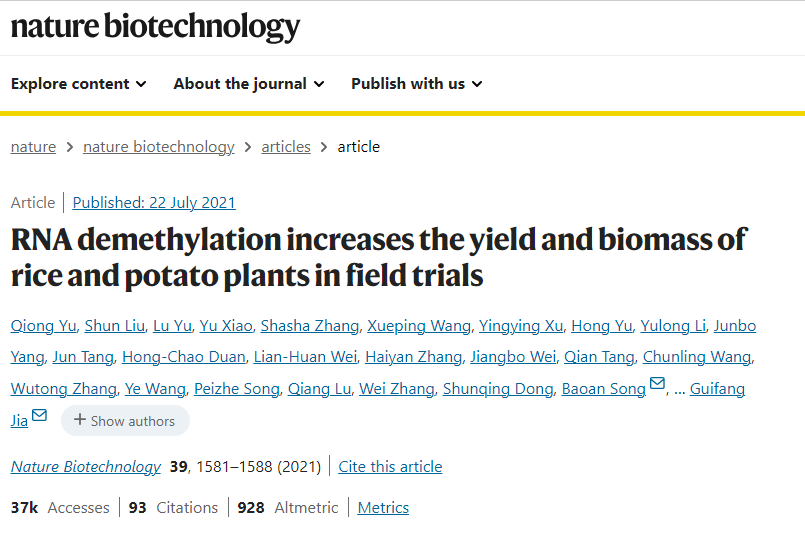 nature biotechnology
Explore content About the journal Publish with us
nature > nature biotechnology > articles > article
Article | Published: 22 July 2021
RNA demethylation increases the yield and biomass of
rice and potato plants in field trials
Qiong Yu, Shun Liu, Lu Yu, Yu Xiao, Shasha Zhang, Xueping Wang, Yingying Xu, Hong Yu, Yulong Li, Junbo
Yang, Jun Tang, Hong-Chao Duan, Lian-Huan Wei, Haiyan Zhang, Jiangbo Wei, Qian Tang, Chunling Wang,
Wutong Zhang, Ye Wang, Peizhe Song, Qiang Lu, Wei Zhang, Shunqing Dong, Baoan Song, ... Guifang
Jia + Show authors
Nature Biotechnology 39, 1581–1588 (2021) | Cite this article
37k Accesses | 93 Citations | 928 Altmetric | Metrics